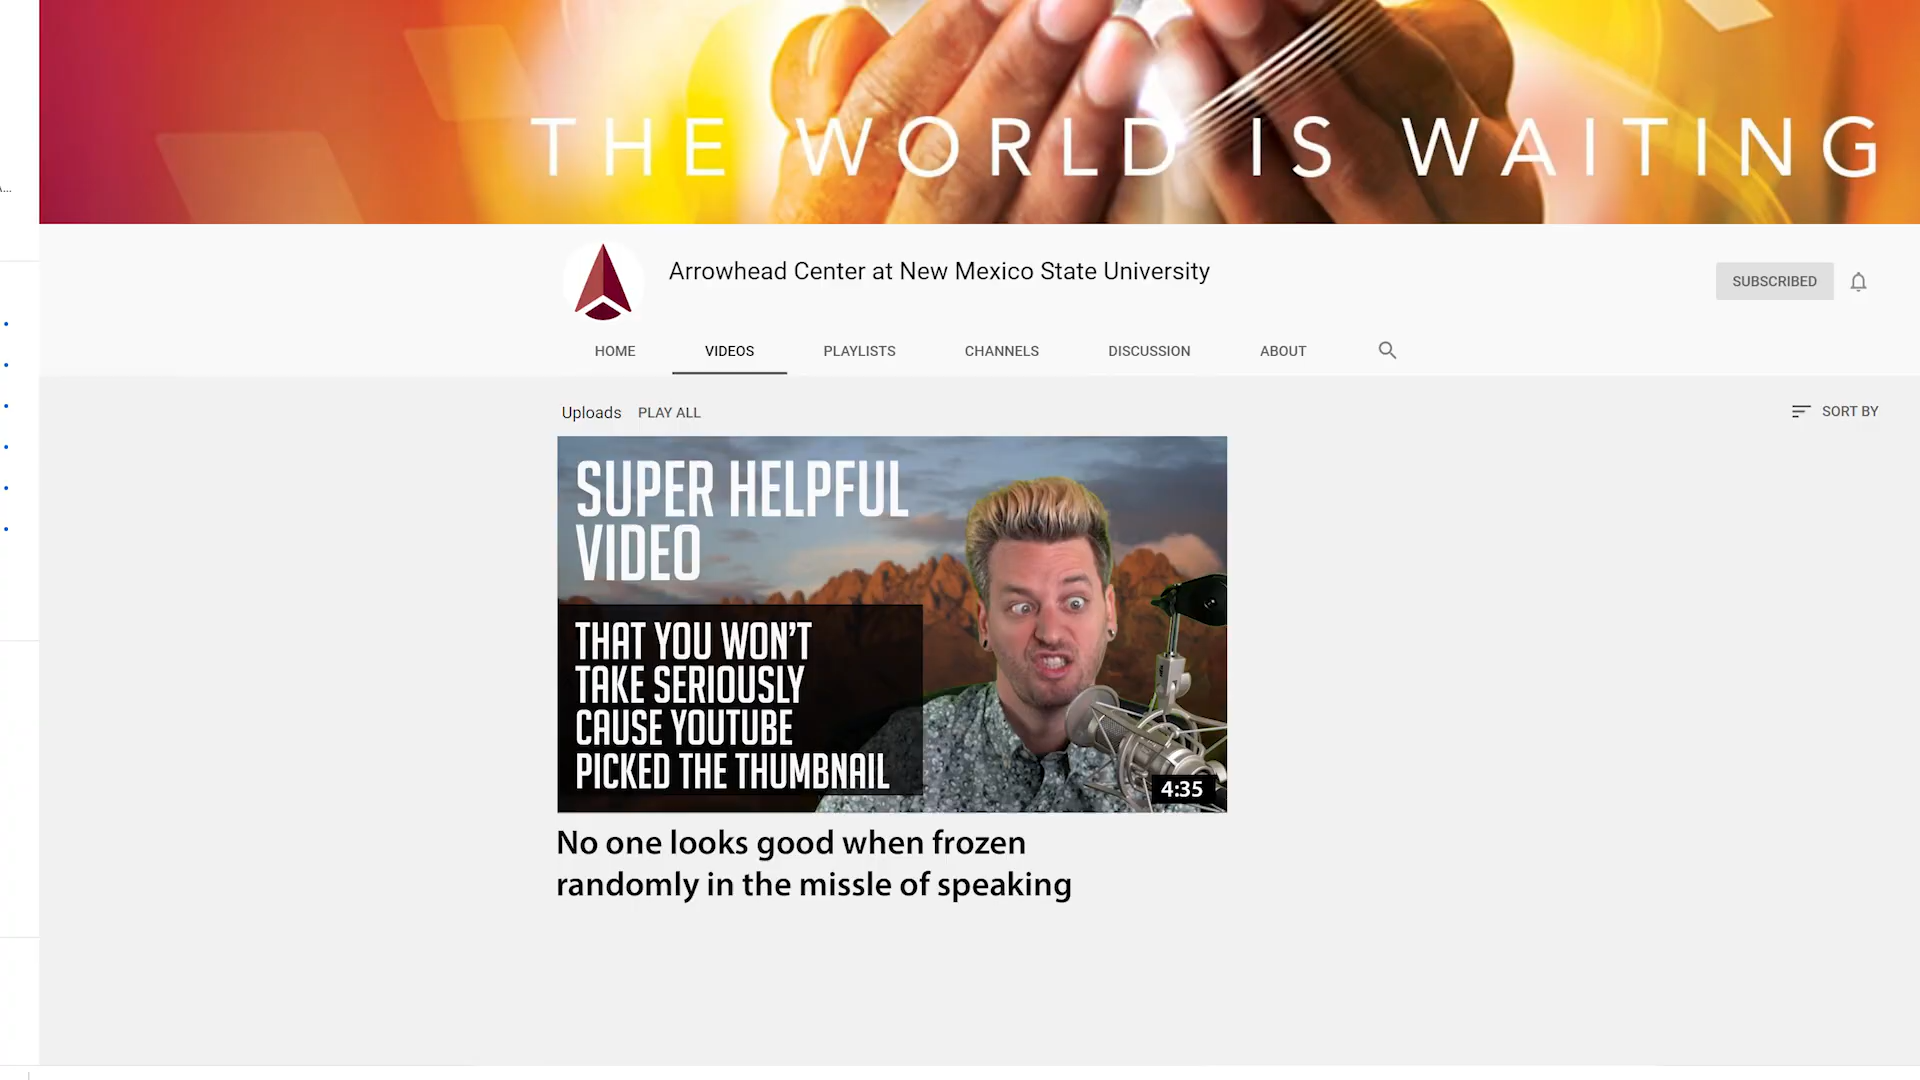 THE WORLD IS WAITING
Arrowhead Center at New Mexico State University
SUBSCRIBED
HOME
VIDEOS
PLAYLISTS
CHANNELS
DISCUSSION
ABOUT
Uploads
PLAY ALL
SORT BY
SUPER HELPFUL
VIDEO
THAT YOU WON'T
TAKE SERIOUSLY
CAUSE YOUTUBE
PICKED THE THUMBNAIL
4:35
No one looks good when frozen
randomly in the missle of speaking